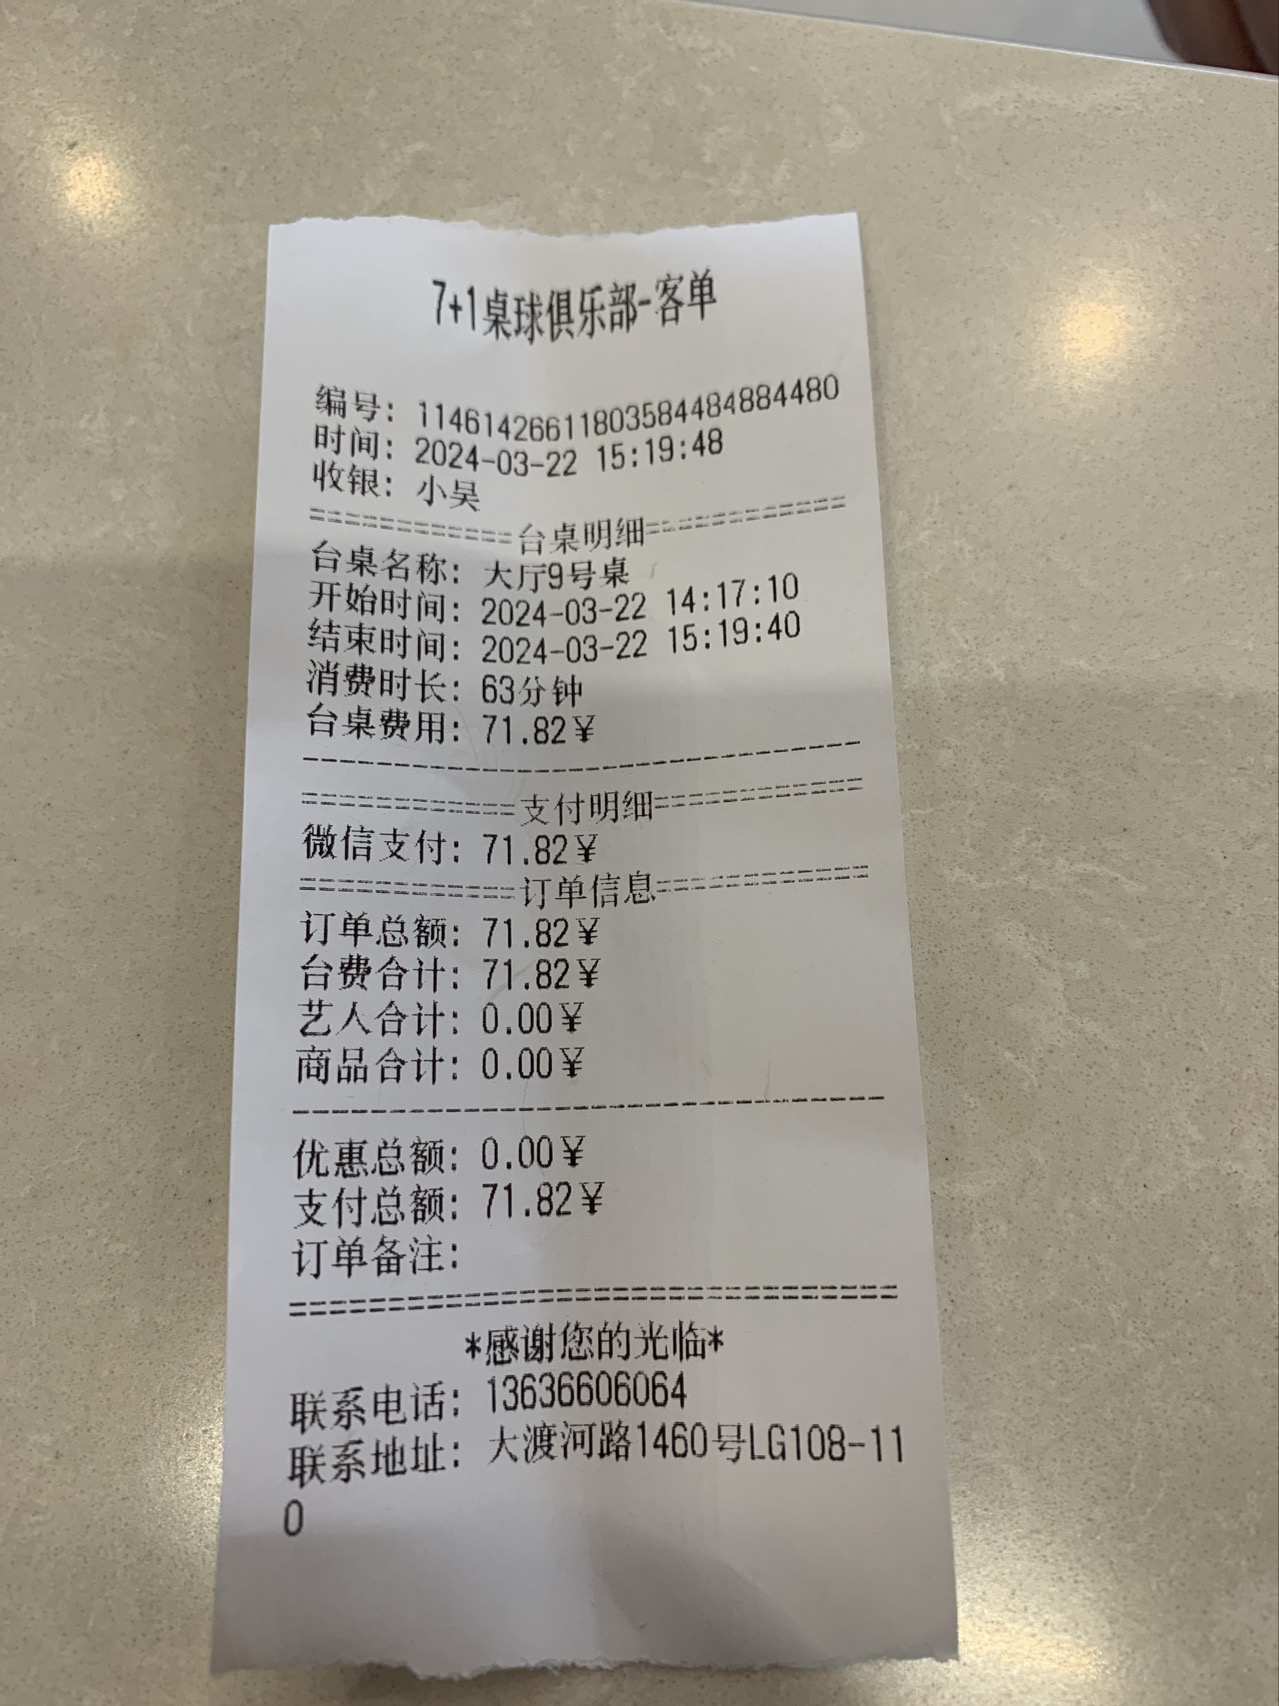 7+1桌球俱乐部-客单
编号: 1146142661180358448488​4480
时间: 2024-03-22 15:19:48
收银: 小吴
============台桌明细============
台桌名称: 大厅9号桌
开始时间: 2024-03-22 14:17:10
结束时间: 2024-03-22 15:19:40
消费时长: 63分钟
台桌费用: 71.82¥
--------------------------------
============支付明细============
微信支付: 71.82¥
============订单信息============
订单总额: 71.82¥
台费合计: 71.82¥
艺人合计: 0.00¥
商品合计: 0.00¥
--------------------------------
优惠总额: 0.00¥
支付总额: 71.82¥
订单备注:
================================
*感谢您的光临*
联系电话: 13636606064
联系地址: 大渡河路1460号LG108-11
0